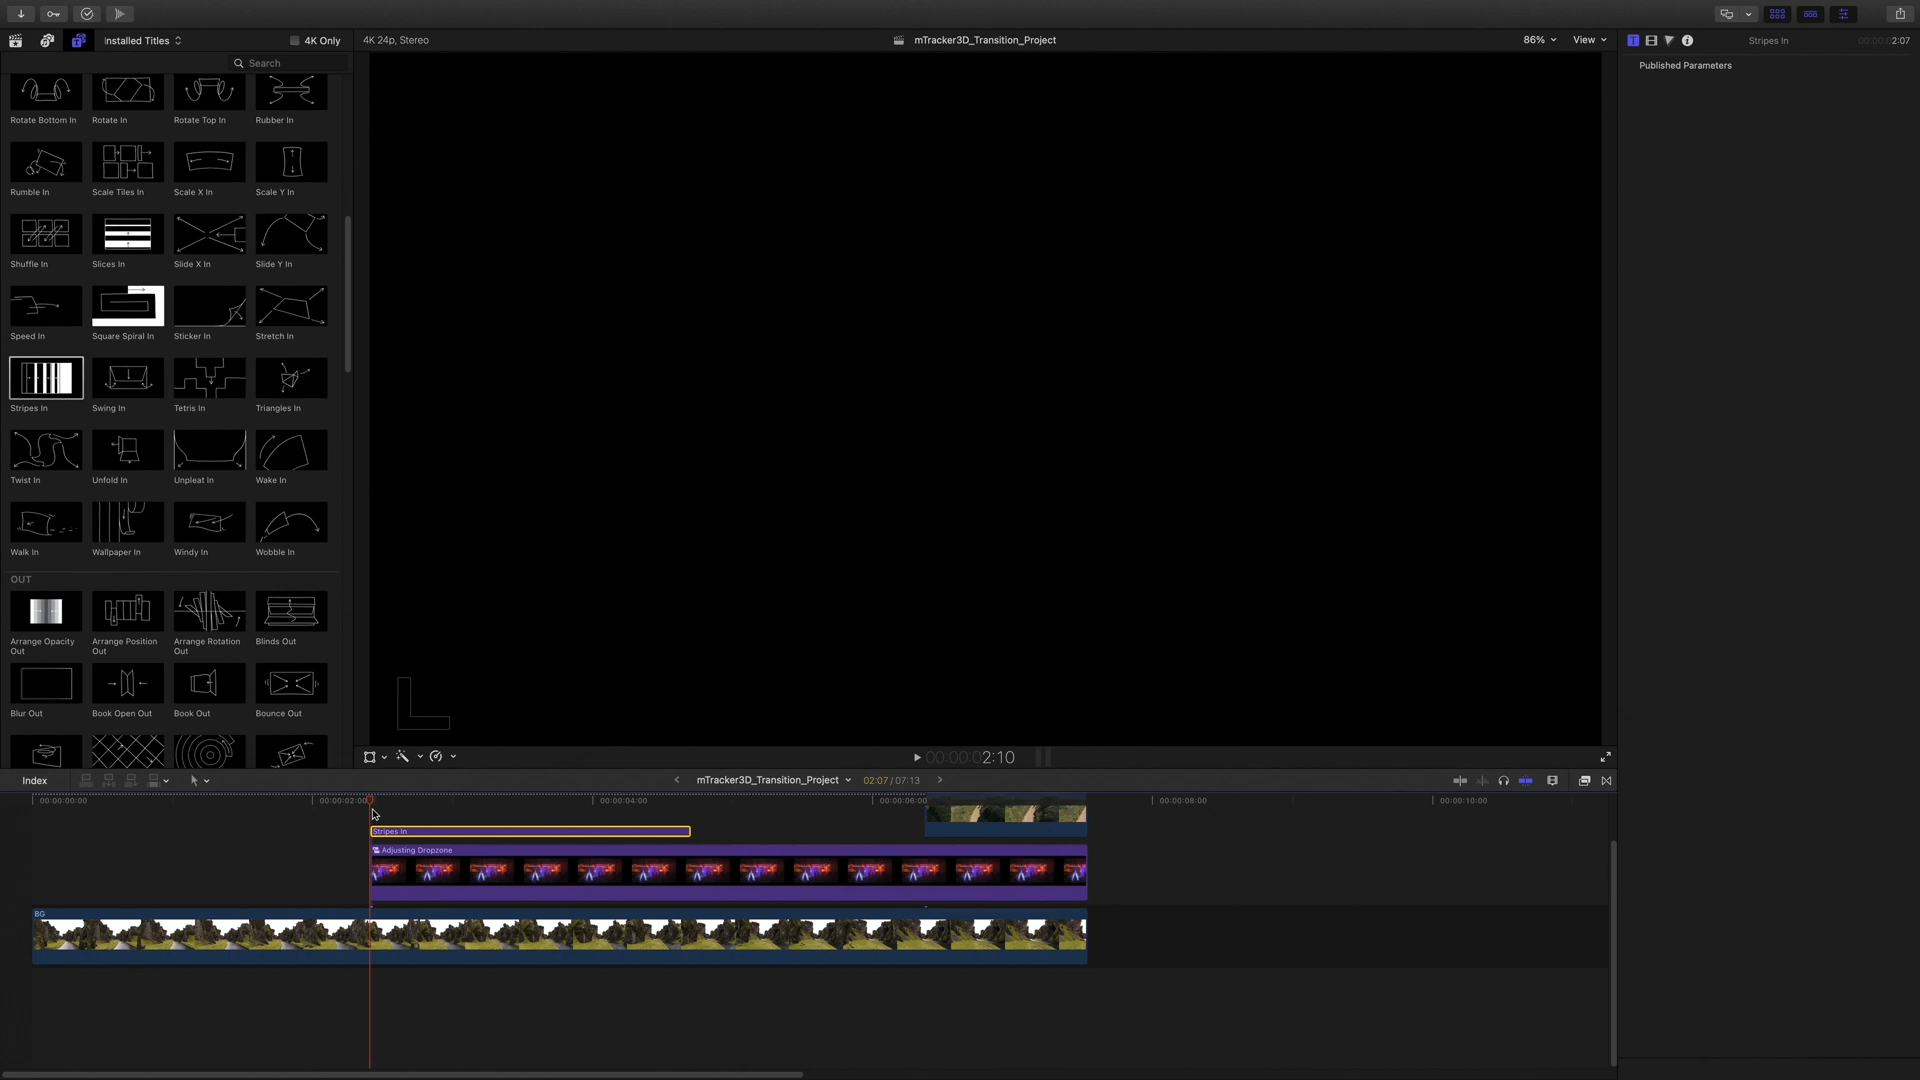 Installed Titles
4K Only
4K 24p, Stereo
mTracker3D_Transition_Project
86%
View
Stripes In
00:00:02:07
Search
Published Parameters
Rotate Bottom In
Rotate In
Rotate Top In
Rubber In
Rumble In
Scale Tiles In
Scale X In
Scale Y In
Shuffle In
Slices In
Slide X In
Slide Y In
Speed In
Square Spiral In
Sticker In
Stretch In
Stripes In
Swing In
Tetris In
Triangles In
Twist In
Unfold In
Unpleat In
Wake In
Walk In
Wallpaper In
Windy In
Wobble In
OUT
Arrange Opacity Out
Arrange Position Out
Arrange Rotation Out
Blinds Out
Blur Out
Book Open Out
Book Out
Bounce Out
00:00:02:10
Index
mTracker3D_Transition_Project
02:07 / 07:13
00:00:00:00
00:00:02:00
00:00:04:00
00:00:06:00
00:00:08:00
00:00:10:00
Stripes In
Adjusting Dropzone
BG